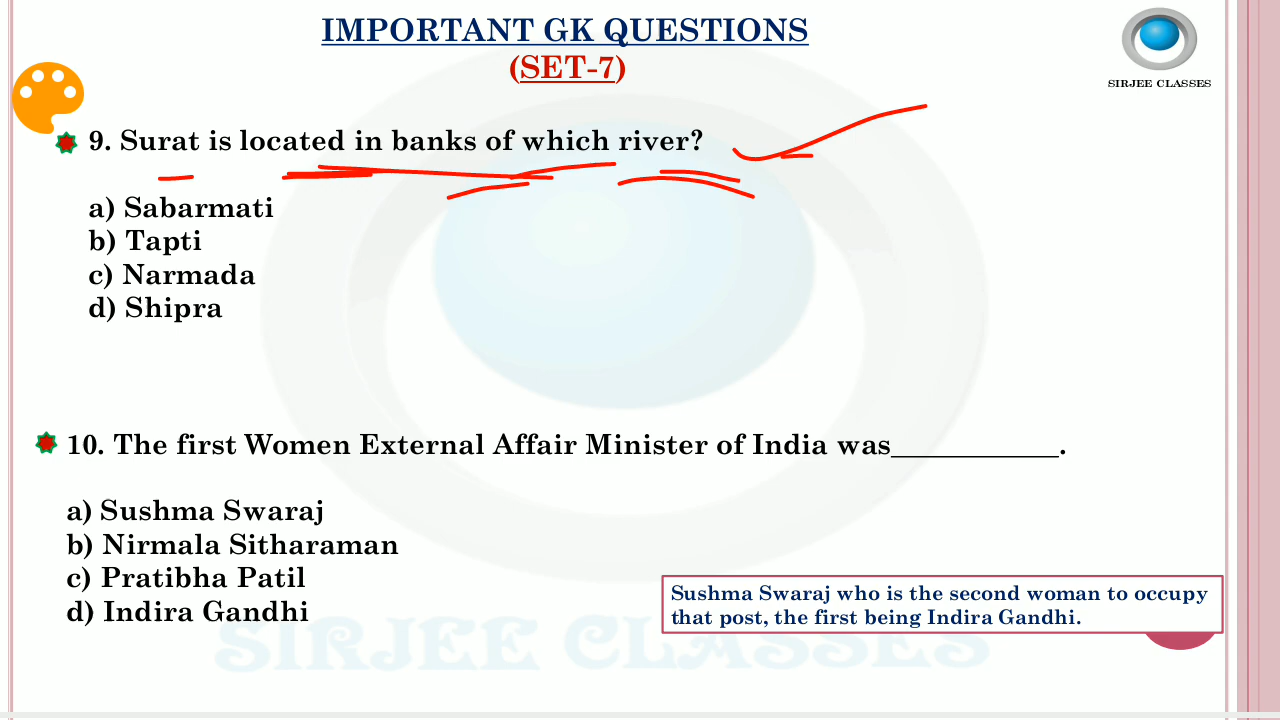 IMPORTANT GK QUESTIONS
(SET-7)
SIRJEE CLASSES
9. Surat is located in banks of which river?
a) Sabarmati
b) Tapti
c) Narmada
d) Shipra
10. The first Women External Affair Minister of India was____________.
a) Sushma Swaraj
b) Nirmala Sitharaman
c) Pratibha Patil
d) Indira Gandhi
Sushma Swaraj who is the second woman to occupy
that post, the first being Indira Gandhi.
SIRJEE CLASSES